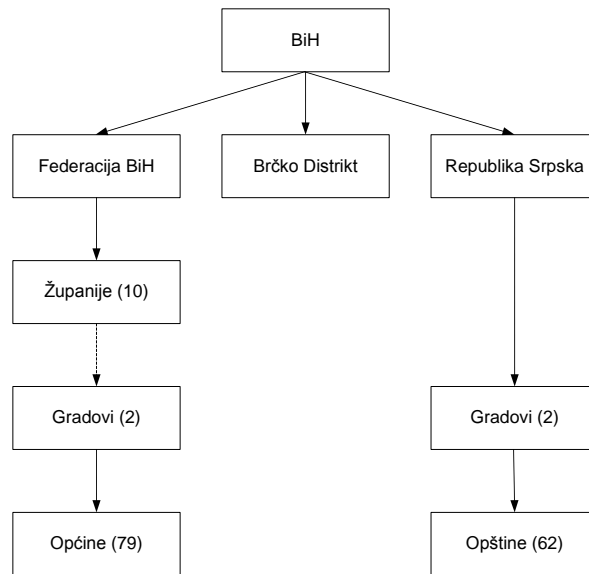 BiH
Federacija BiH
Brčko Distrikt
Republika Srpska
Županije (10)
Gradovi (2)
Gradovi (2)
Općine (79)
Opštine (62)